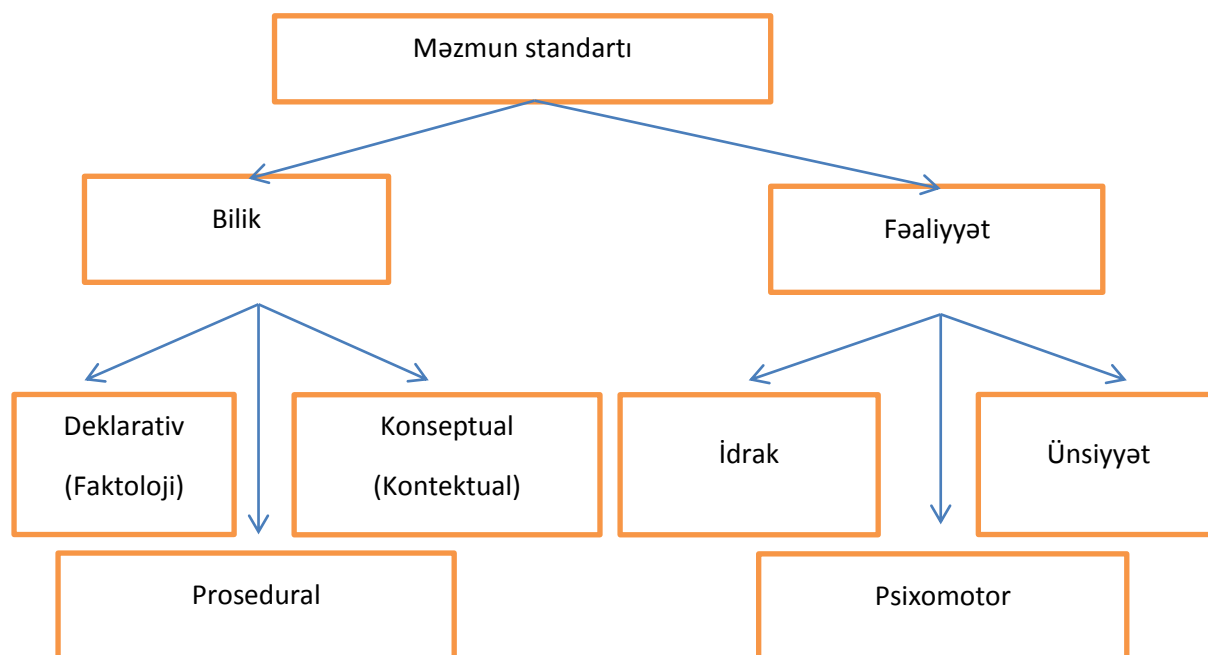 Məzmun standartı
Bilik
Fəaliyyət
Deklarativ
(Faktoloji)
Konseptual
(Kontektual)
İdrak
Ünsiyyət
Prosedural
Psixomotor